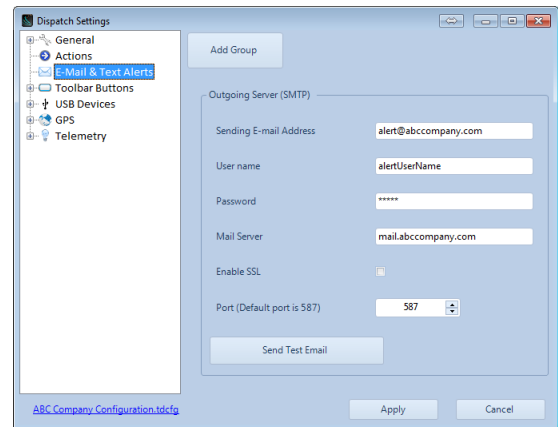 Dispatch Settings
General
Actions
E-Mail & Text Alerts
Toolbar Buttons
USB Devices
GPS
Telemetry
Add Group
Outgoing Server (SMTP)
Sending E-mail Address
alert@abccompany.com
User name
alertUserName
Password
*****
Mail Server
mail.abccompany.com
Enable SSL
Port (Default port is 587)
587
Send Test Email
ABC Company Configuration.tdcfg
Apply
Cancel